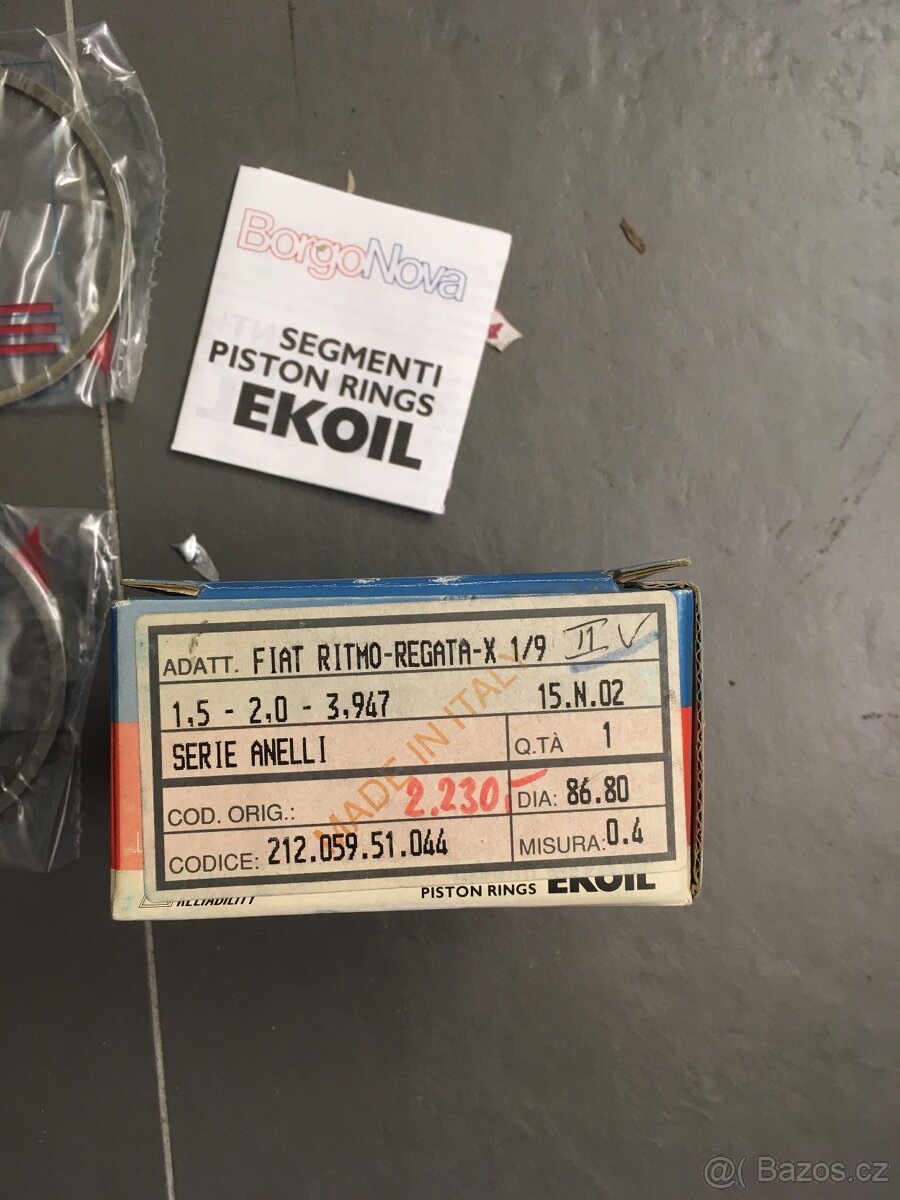 BorgoNova
SEGMENTI
PISTON RINGS
EKOIL
ADATT. FIAT RITMO-REGATA-X 1/9 II V
1,5 - 2,0 - 3,947 15.N.02
SERIE ANELLI Q.TÀ 1
MADE IN ITALY
COD. ORIG.: 2.230,- DIA: 86.80
CODICE: 212.059.51.044 MISURA: 0.4
RELIABILITY PISTON RINGS EKOIL
@( Bazos.cz